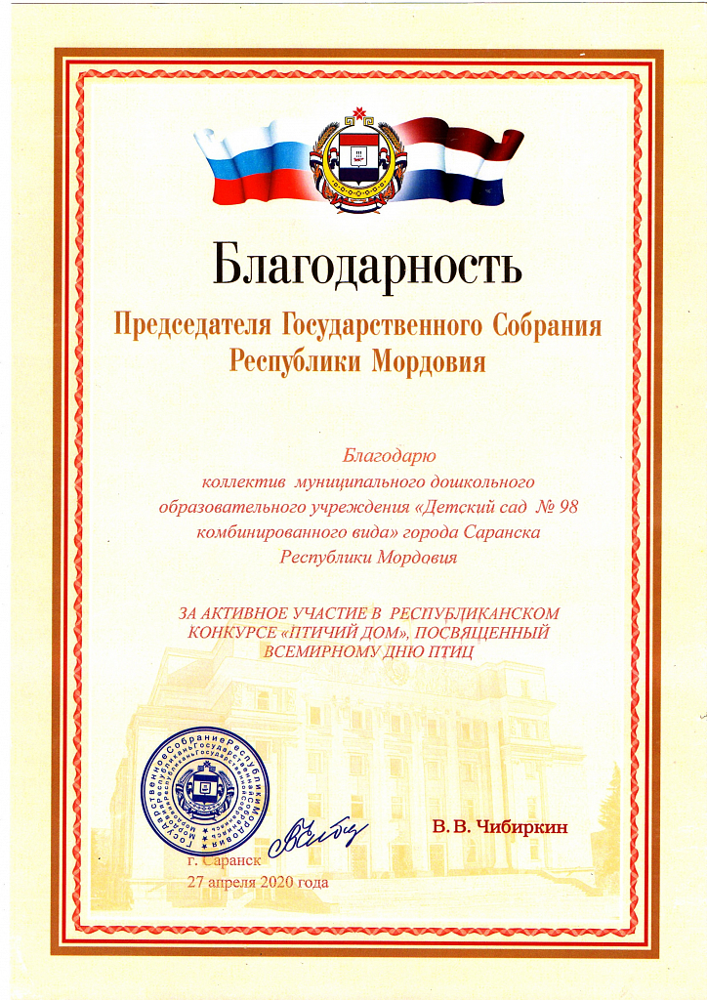 Благодарность
Председателя Государственного Собрания
Республики Мордовия
Благодарю
коллектив муниципального дошкольного
образовательного учреждения «Детский сад № 98
комбинированного вида» города Саранска
Республики Мордовия
ЗА АКТИВНОЕ УЧАСТИЕ В РЕСПУБЛИКАНСКОМ
КОНКУРСЕ «ПТИЧИЙ ДОМ», ПОСВЯЩЕННЫЙ
ВСЕМИРНОМУ ДНЮ ПТИЦ
Государственное Собрание Республики Мордовия
В. В. Чибиркин
г. Саранск
27 апреля 2020 года